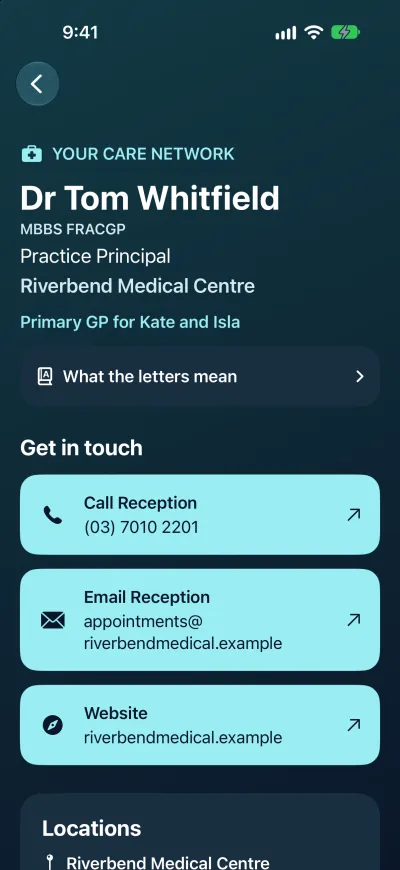 9:41
YOUR CARE NETWORK
Dr Tom Whitfield
MBBS FRACGP
Practice Principal
Riverbend Medical Centre
Primary GP for Kate and Isla
What the letters mean
Get in touch
Call Reception
(03) 7010 2201
Email Reception
appointments@
riverbendmedical.example
Website
riverbendmedical.example
Locations
Riverbend Medical Centre